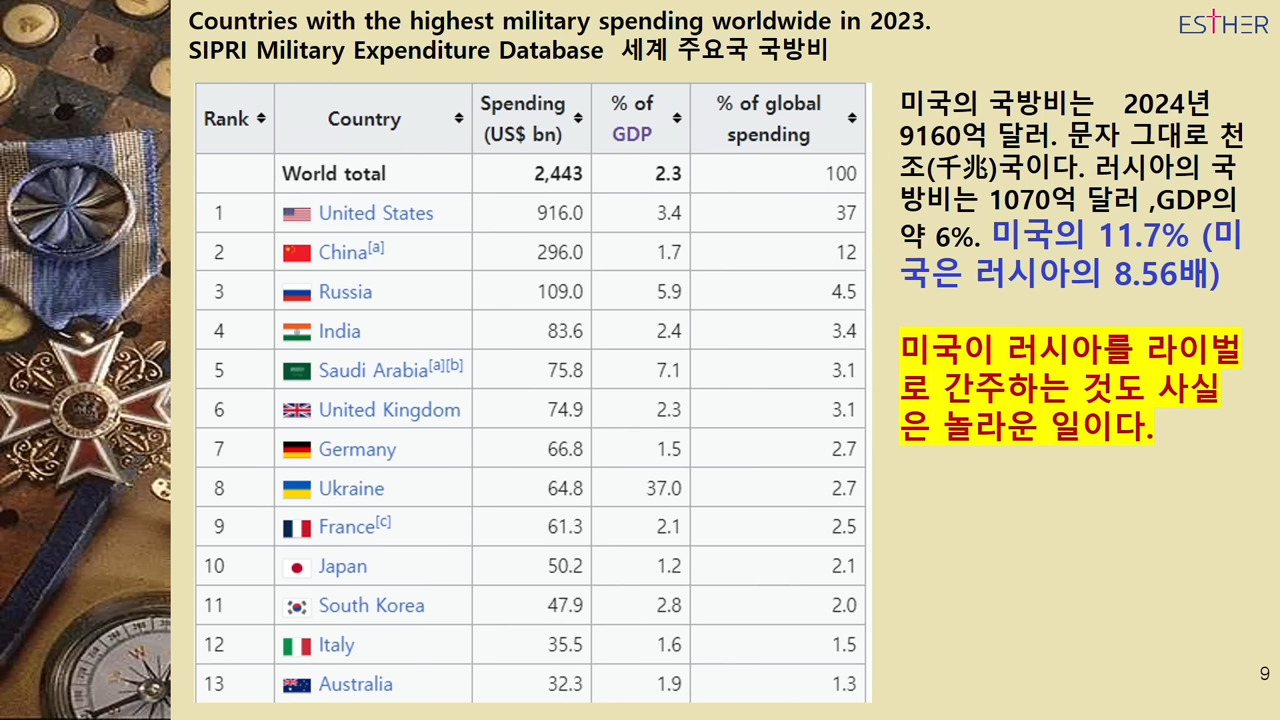 Countries with the highest military spending worldwide in 2023.
SIPRI Military Expenditure Database 세계 주요국 국방비
ESTHER
Rank Country Spending (US$ bn) % of GDP % of global spending
World total 2,443 2.3 100
1 United States 916.0 3.4 37
2 China[a] 296.0 1.7 12
3 Russia 109.0 5.9 4.5
4 India 83.6 2.4 3.4
5 Saudi Arabia[a][b] 75.8 7.1 3.1
6 United Kingdom 74.9 2.3 3.1
7 Germany 66.8 1.5 2.7
8 Ukraine 64.8 37.0 2.7
9 France[c] 61.3 2.1 2.5
10 Japan 50.2 1.2 2.1
11 South Korea 47.9 2.8 2.0
12 Italy 35.5 1.6 1.5
13 Australia 32.3 1.9 1.3
미국의 국방비는 2024년
9160억 달러. 문자 그대로 천
조(千兆)국이다. 러시아의 국
방비는 1070억 달러 ,GDP의
약 6%. 미국의 11.7% (미
국은 러시아의 8.56배)
미국이 러시아를 라이벌
로 간주하는 것도 사실
은 놀라운 일이다.
9